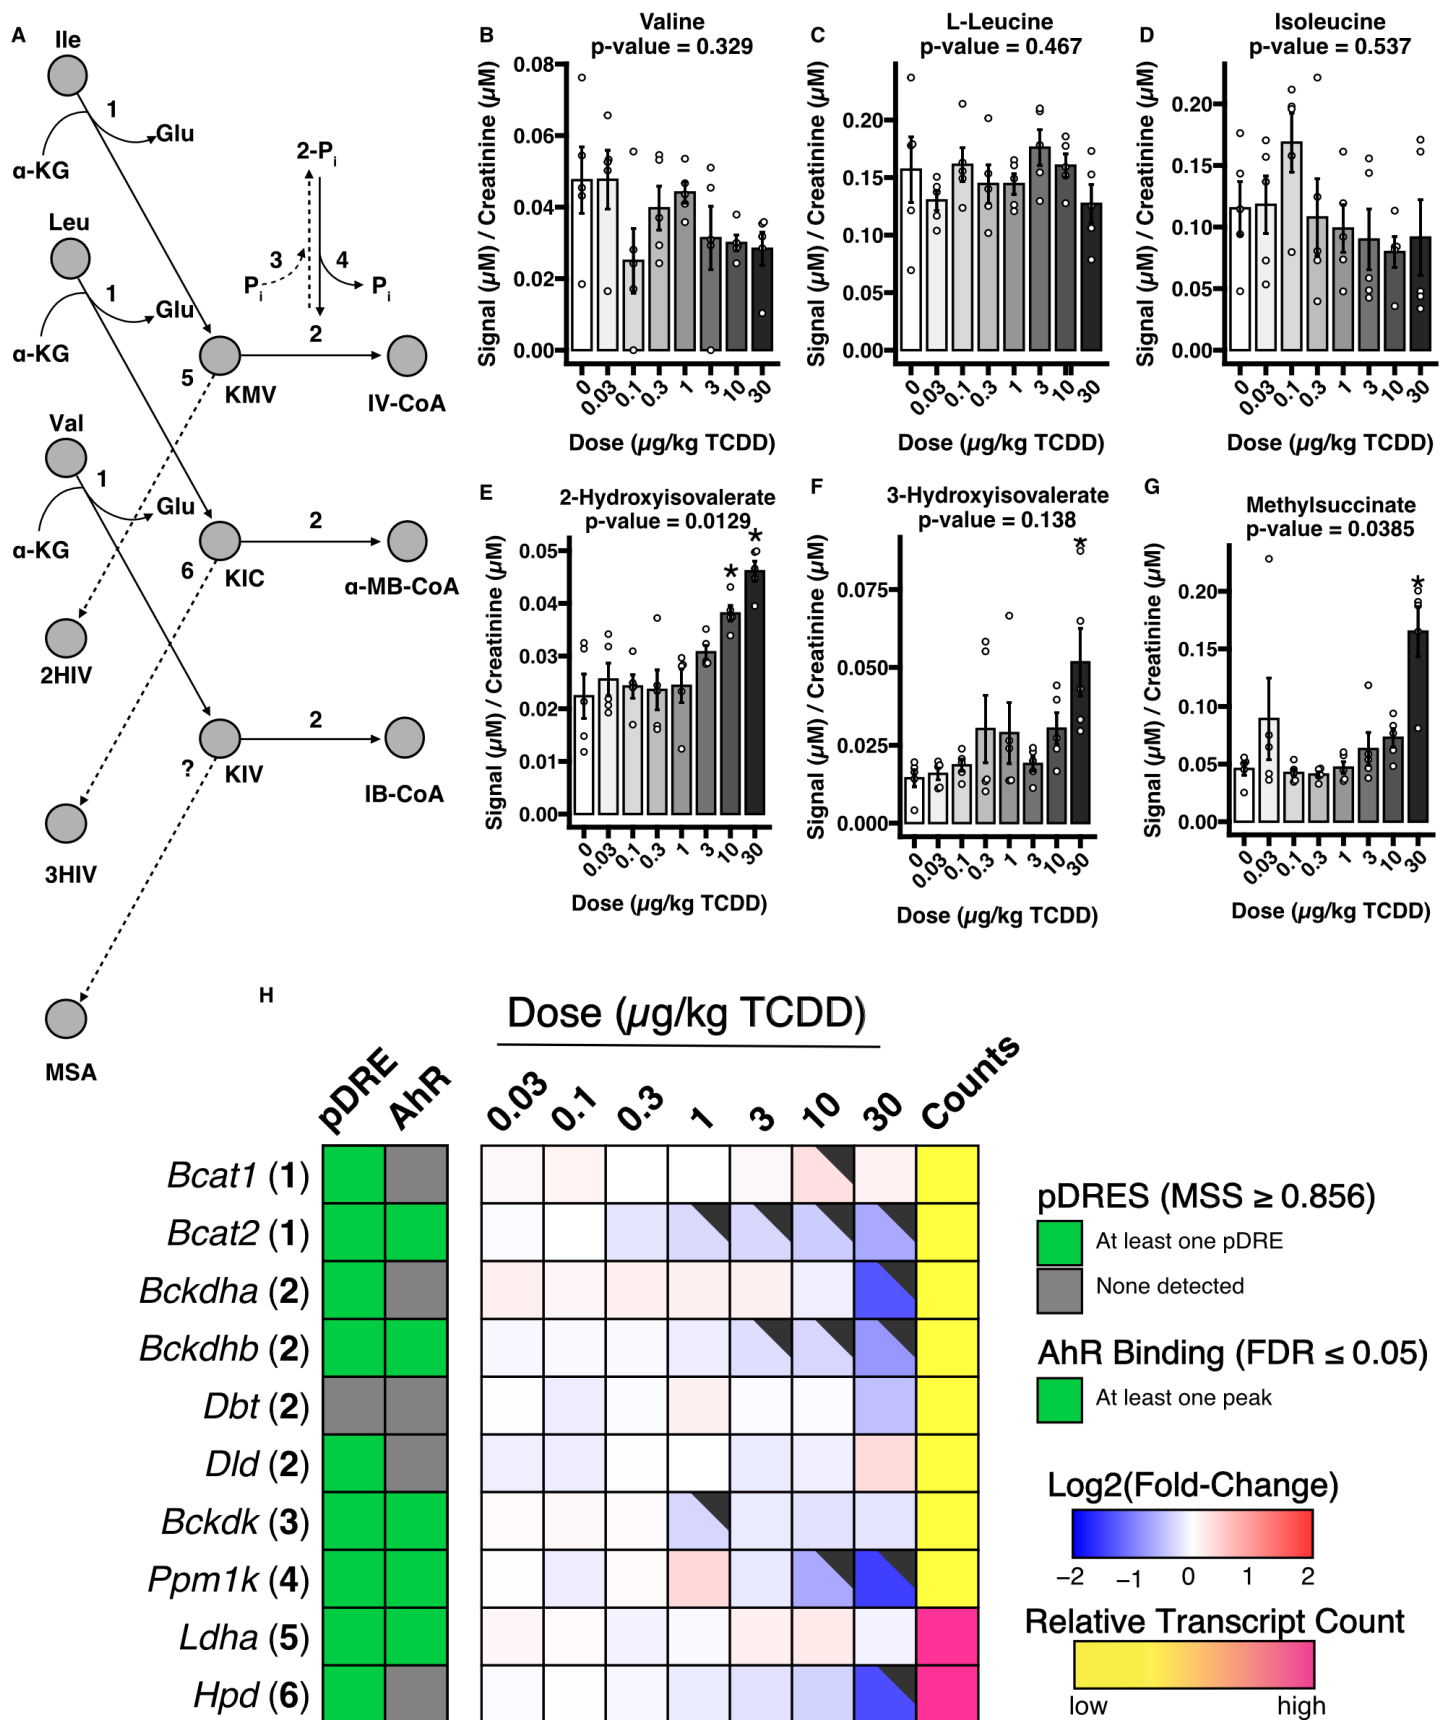 A
Ile
1
Glu
α-KG
Leu
1
Glu
α-KG
Val
1
Glu
α-KG
2-Pi
3
4
Pi
Pi
2
5
KMV
IV-CoA
2
6
KIC
α-MB-CoA
2
?
KIV
IB-CoA
2HIV
3HIV
MSA
B
Valine
p-value = 0.329
Signal (µM) / Creatinine (µM)
0.08
0.06
0.04
0.02
0.00
0 0.03 0.1 0.3 1 3 10 30
Dose (µg/kg TCDD)
C
L-Leucine
p-value = 0.467
Signal (µM) / Creatinine (µM)
0.20
0.15
0.10
0.05
0.00
0 0.03 0.1 0.3 1 3 10 30
Dose (µg/kg TCDD)
D
Isoleucine
p-value = 0.537
Signal (µM) / Creatinine (µM)
0.20
0.15
0.10
0.05
0.00
0 0.03 0.1 0.3 1 3 10 30
Dose (µg/kg TCDD)
E
2-Hydroxyisovalerate
p-value = 0.0129
Signal (µM) / Creatinine (µM)
0.05
0.04
0.03
0.02
0.01
0.00
* *
0 0.03 0.1 0.3 1 3 10 30
Dose (µg/kg TCDD)
F
3-Hydroxyisovalerate
p-value = 0.138
Signal (µM) / Creatinine (µM)
0.075
0.050
0.025
0.000
*
0 0.03 0.1 0.3 1 3 10 30
Dose (µg/kg TCDD)
G
Methylsuccinate
p-value = 0.0385
Signal (µM) / Creatinine (µM)
0.20
0.15
0.10
0.05
0.00
*
0 0.03 0.1 0.3 1 3 10 30
Dose (µg/kg TCDD)
H
Dose (µg/kg TCDD)
pDRE AhR 0.03 0.1 0.3 1 3 10 30 Counts
Bcat1 (1)
Bcat2 (1)
Bckdha (2)
Bckdhb (2)
Dbt (2)
Dld (2)
Bckdk (3)
Ppm1k (4)
Ldha (5)
Hpd (6)
pDRES (MSS ≥ 0.856)
At least one pDRE
None detected
AhR Binding (FDR ≤ 0.05)
At least one peak
Log2(Fold-Change)
−2 −1 0 1 2
Relative Transcript Count
low high